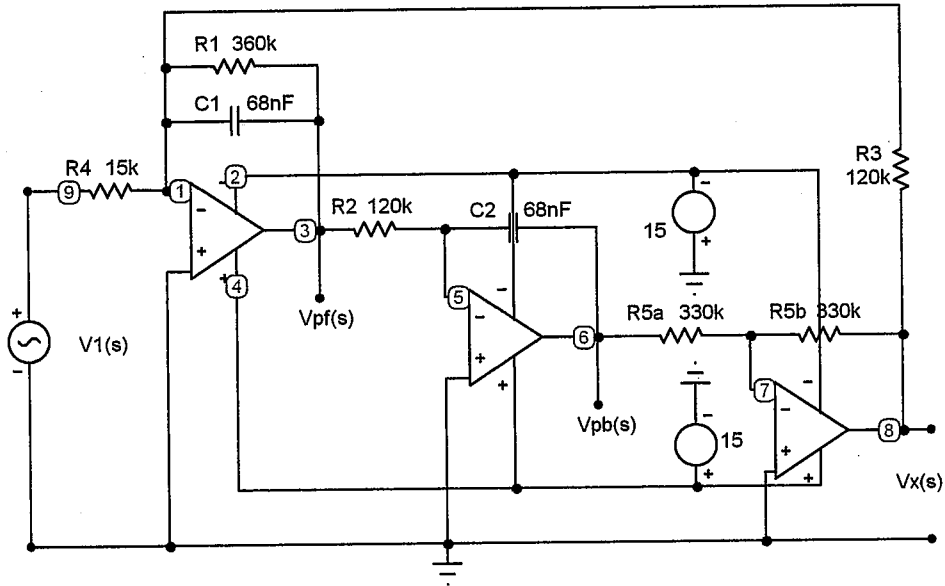 R1 360k
C1 68nF
R4 15k
9
1
2
3
4
R2 120k
C2 68nF
R3
120k
15
5
6
Vpf(s)
V1(s)
R5a 330k
R5b 330k
7
8
Vpb(s)
15
Vx(s)